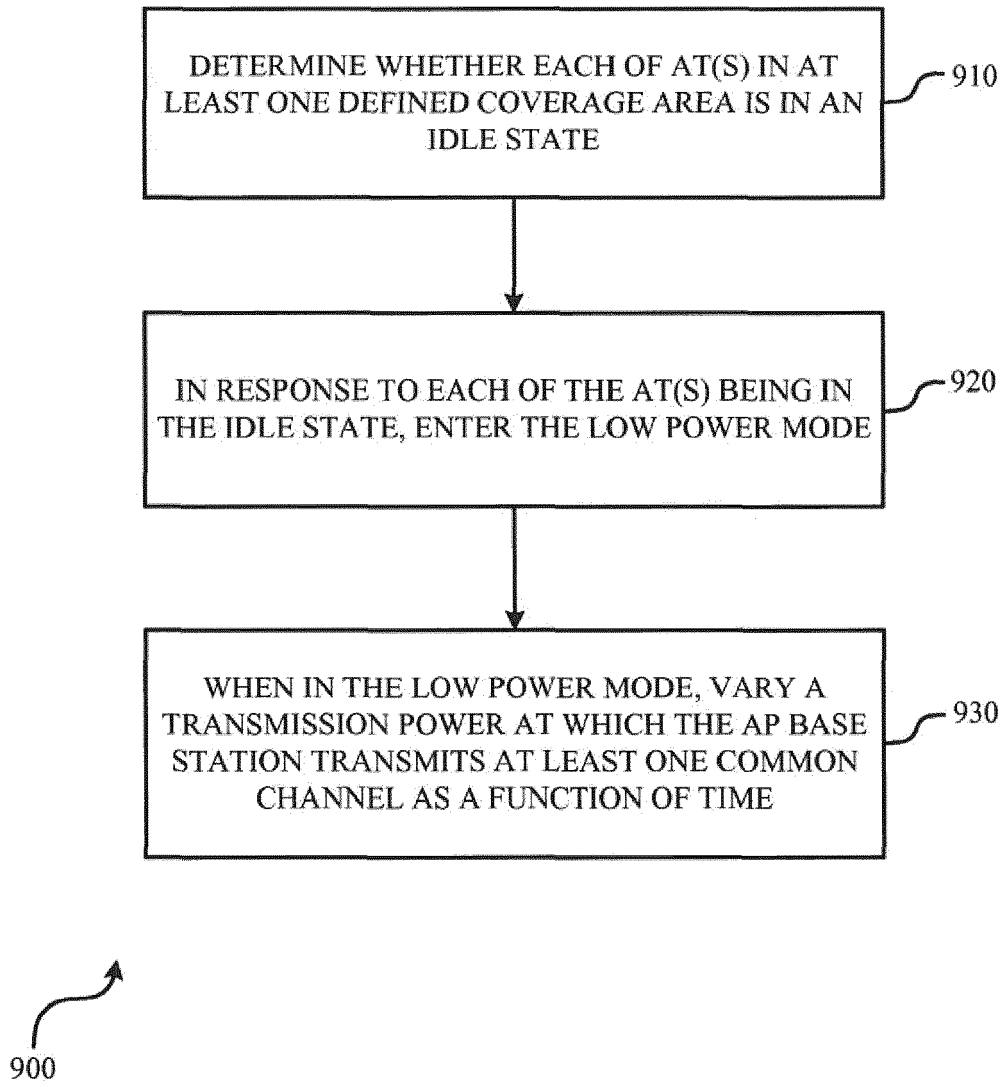 DETERMINE WHETHER EACH OF AT(S) IN AT
LEAST ONE DEFINED COVERAGE AREA IS IN AN
IDLE STATE
910
IN RESPONSE TO EACH OF THE AT(S) BEING IN
THE IDLE STATE, ENTER THE LOW POWER MODE
920
WHEN IN THE LOW POWER MODE, VARY A
TRANSMISSION POWER AT WHICH THE AP BASE
STATION TRANSMITS AT LEAST ONE COMMON
CHANNEL AS A FUNCTION OF TIME
930
900